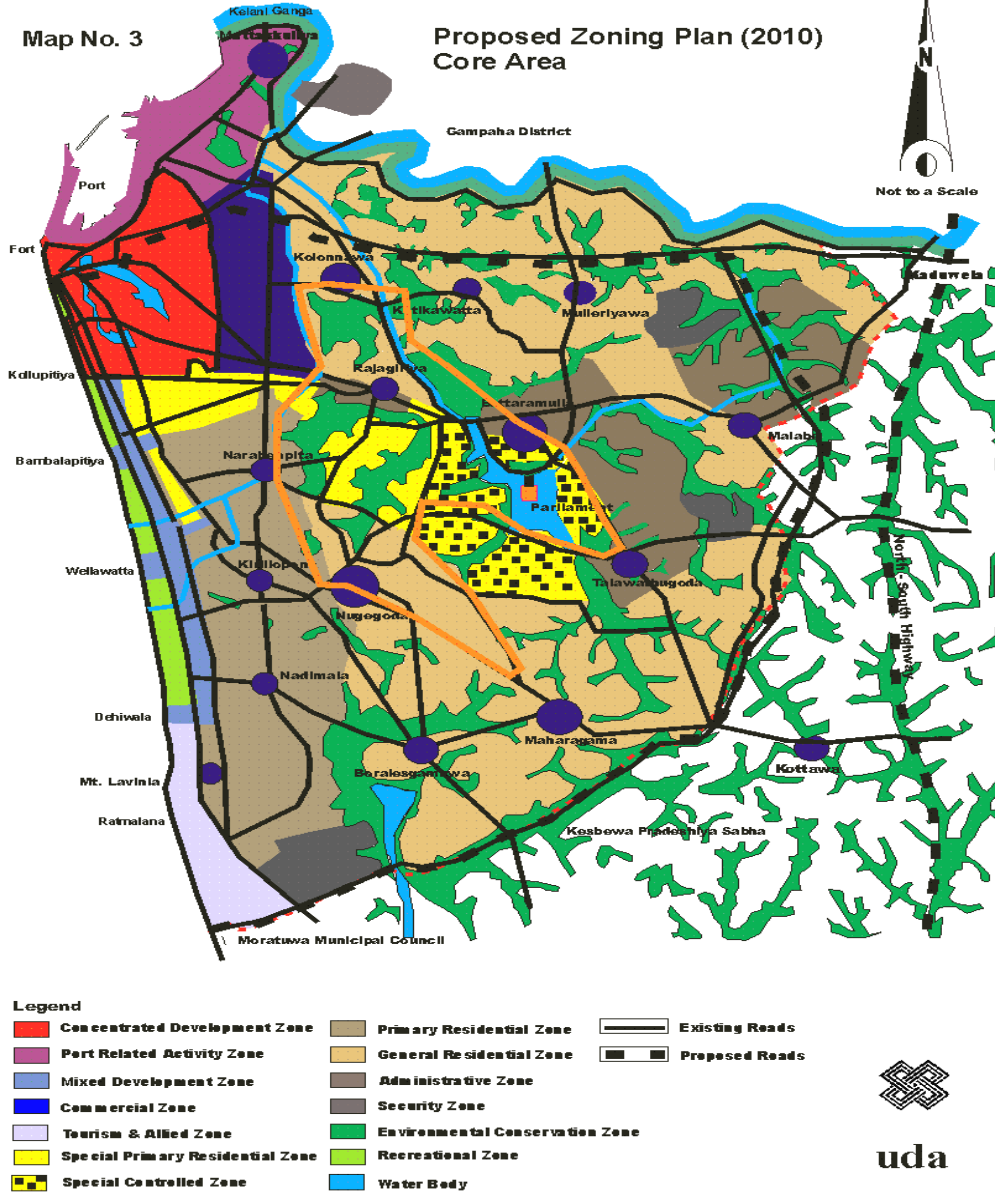 Kelani Ganga
Map No. 3
Proposed Zoning Plan (2010)
Core Area
Mattakkuliya
N
Gampaha District
Port
Not to a Scale
Fort
Kolonnawa
Kaduwela
Kotikawatta
Mulleriyawa
Rajagiriya
Kollupitiya
Battaramulla
Malabe
Narahenpita
Bambalapitiya
Parliament
Wellawatta
Kirillopan
Talawathugoda
North - South Highway
Nugegoda
Nadimala
Dehiwala
Maharagama
Kottawa
Boralesgamuwa
Mt. Lavinia
Ratmalana
Kesbewa Pradeshiya Sabha
Moratuwa Municipal Council
Legend
Concentrated Development Zone
Primary Residential Zone
Existing Roads
Port Related Activity Zone
General Residential Zone
Proposed Roads
Mixed Development Zone
Administrative Zone
Commercial Zone
Security Zone
Tourism & Allied Zone
Environmental Conservation Zone
Special Primary Residential Zone
Recreational Zone
Special Controlled Zone
Water Body
uda